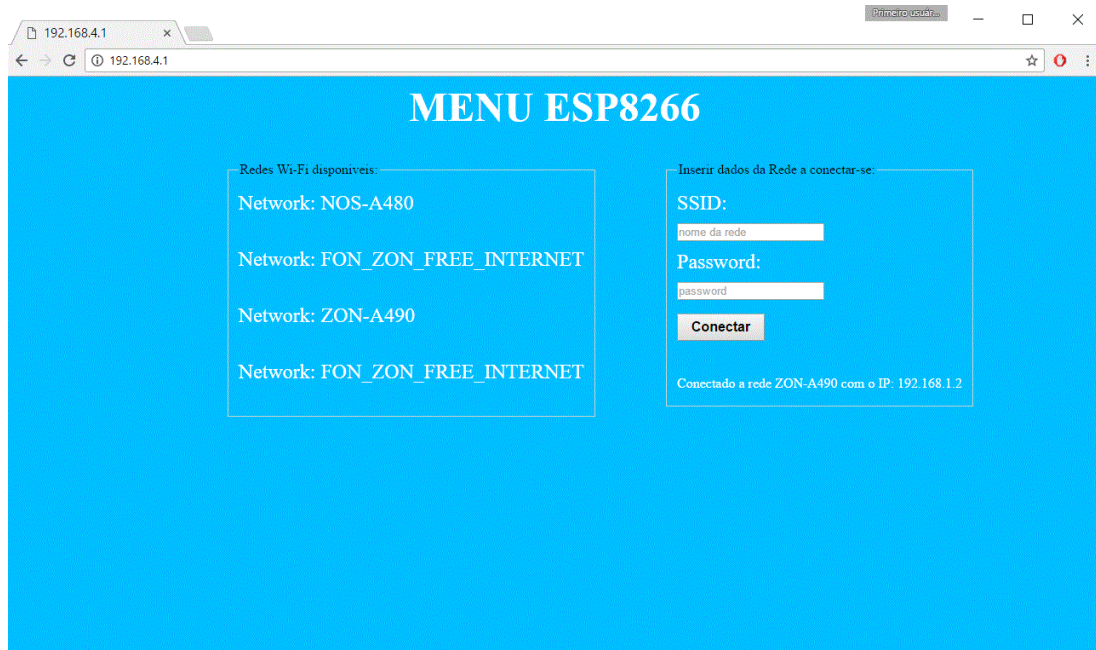 Primeiro usuár...
192.168.4.1
192.168.4.1
MENU ESP8266
Redes Wi-Fi disponiveis:
Network: NOS-A480
Network: FON_ZON_FREE_INTERNET
Network: ZON-A490
Network: FON_ZON_FREE_INTERNET
Inserir dados da Rede a conectar-se:
SSID:
nome da rede
Password:
password
Conectar
Conectado a rede ZON-A490 com o IP: 192.168.1.2